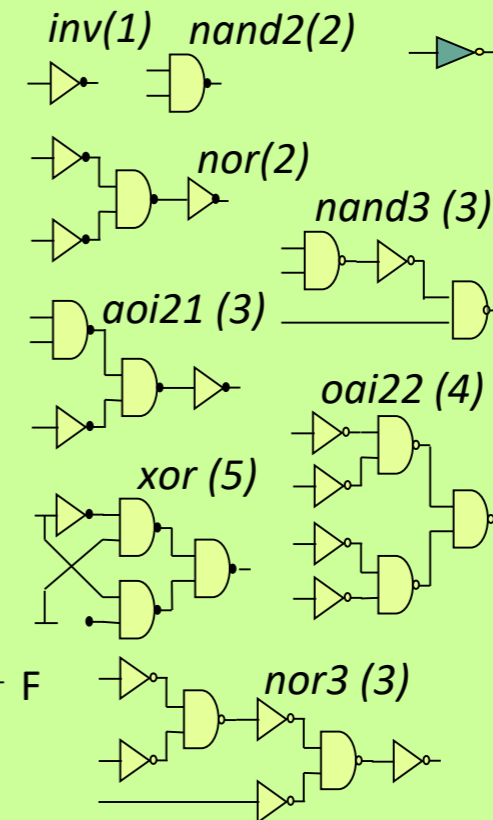 inv(1) nand2(2)
nor(2)
nand3 (3)
aoi21 (3)
oai22 (4)
xor (5)
F
nor3 (3)